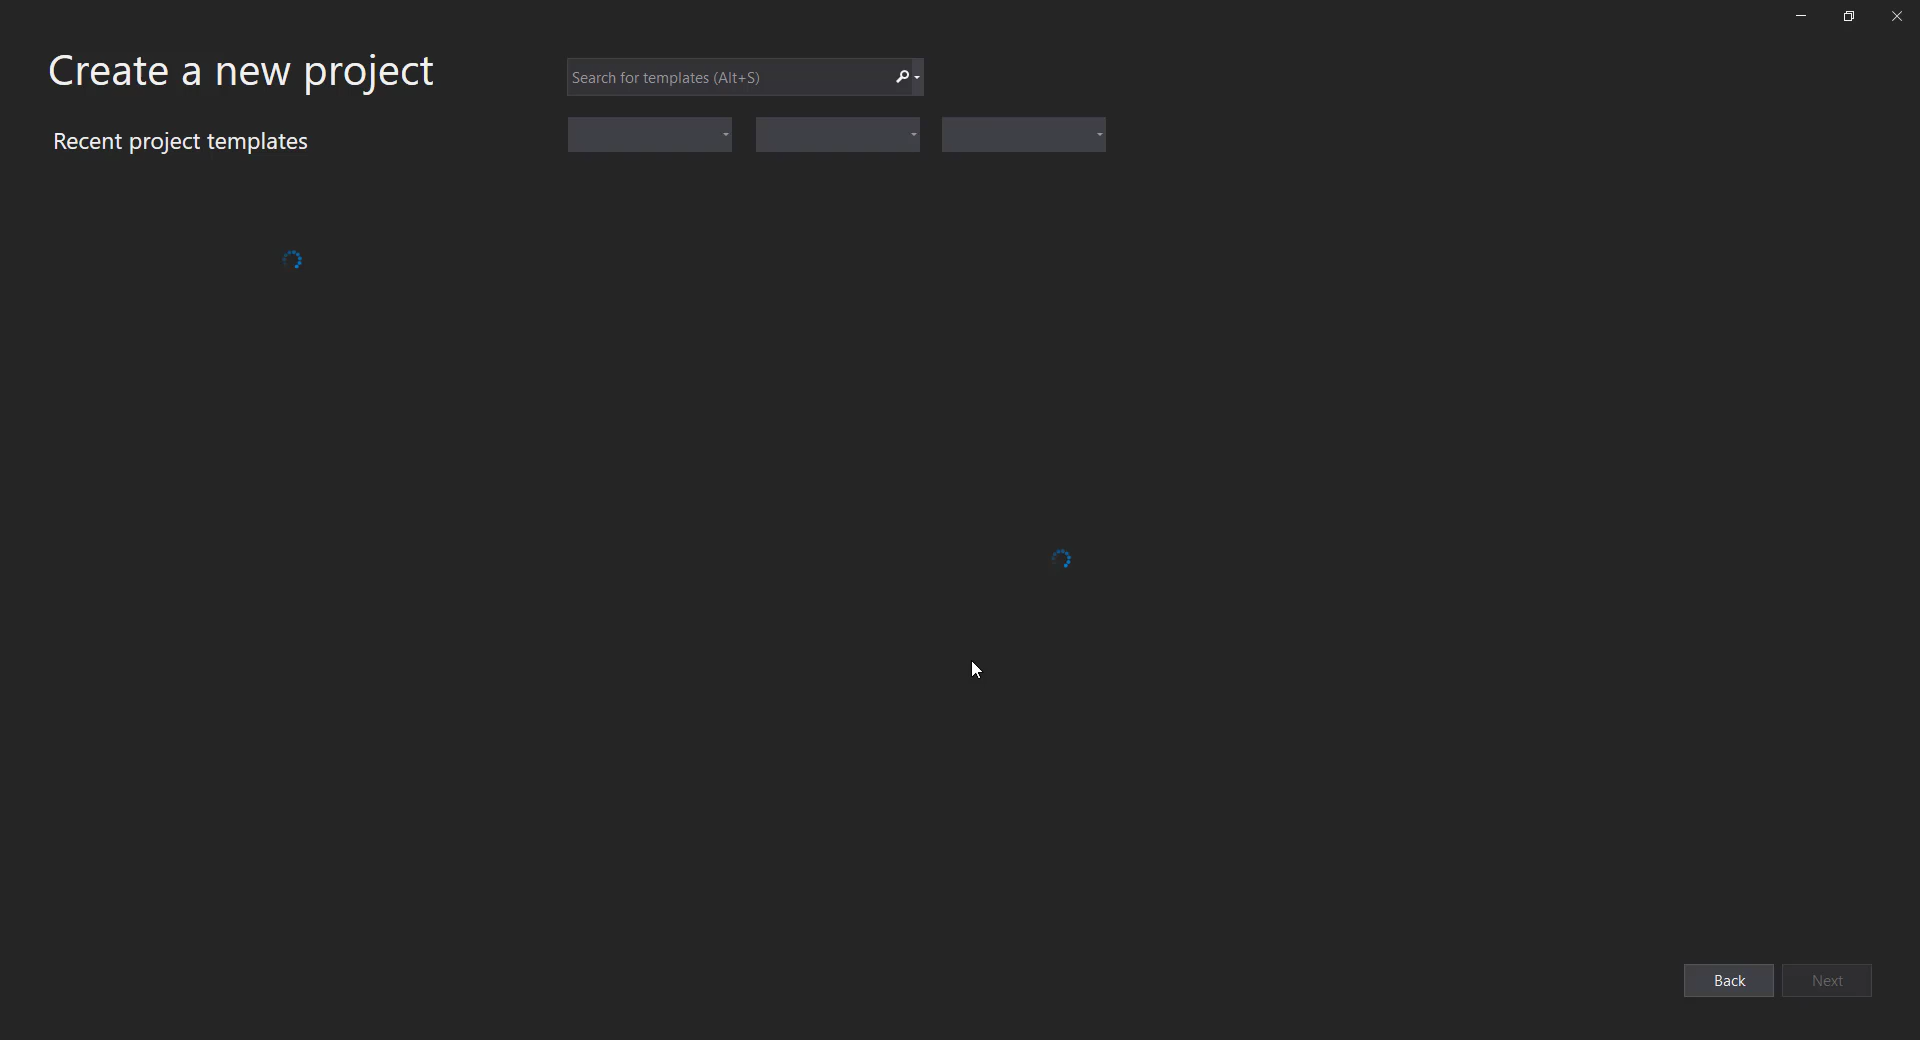 Create a new project
Search for templates (Alt+S)
Recent project templates
Back
Next